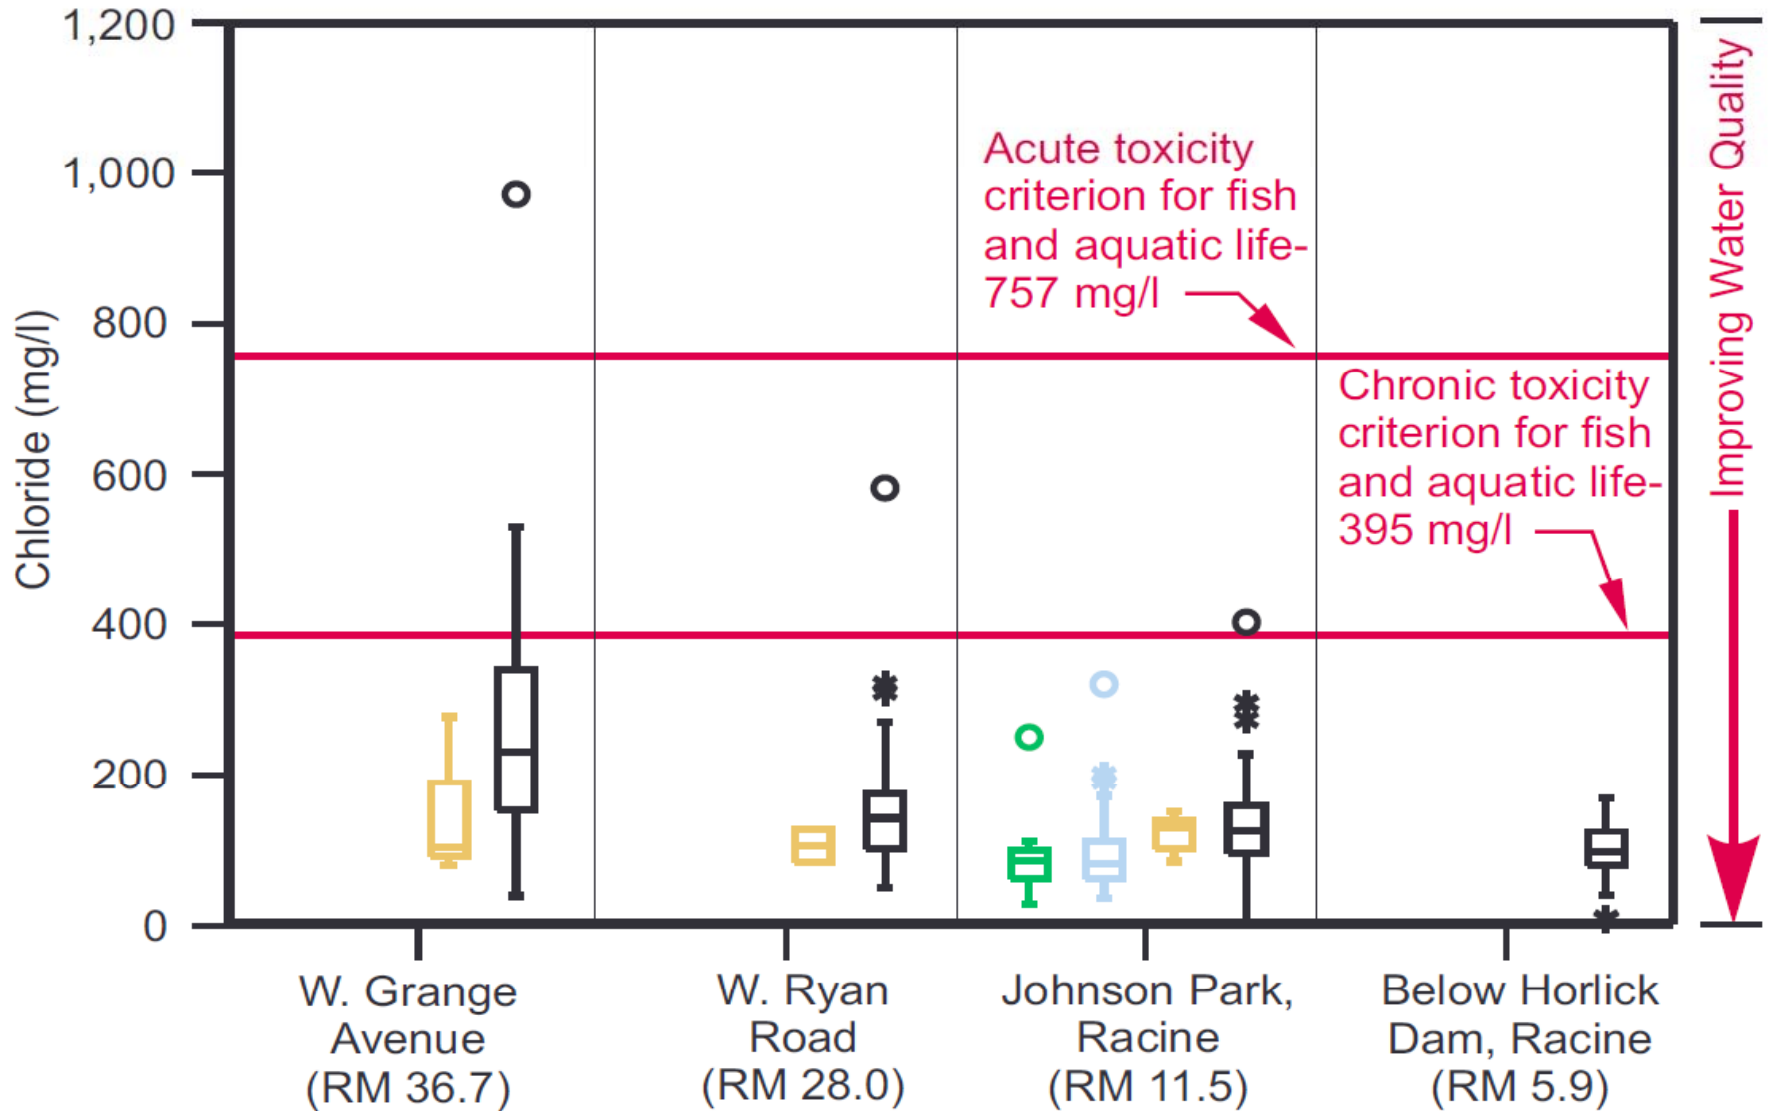 1,200
1,000
800
600
400
200
0
Chloride (mg/l)
Acute toxicity
criterion for fish
and aquatic life-
757 mg/l
Chronic toxicity
criterion for fish
and aquatic life-
395 mg/l
Improving Water Quality
W. Grange
Avenue
(RM 36.7)
W. Ryan
Road
(RM 28.0)
Johnson Park,
Racine
(RM 11.5)
Below Horlick
Dam, Racine
(RM 5.9)